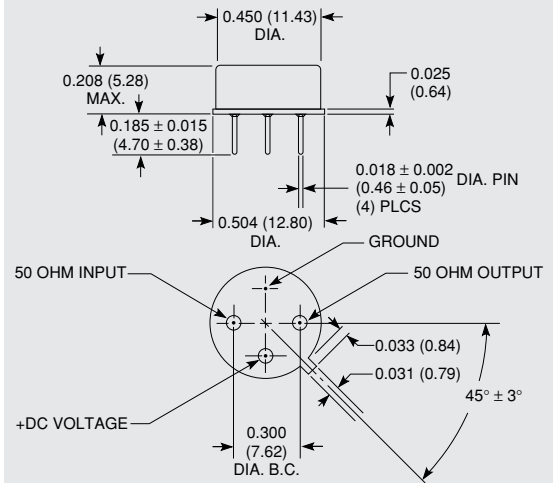 0.450 (11.43)
DIA.
0.208 (5.28)
MAX.
0.025
(0.64)
0.185 ± 0.015
(4.70 ± 0.38)
0.018 ± 0.002
(0.46 ± 0.05)
DIA. PIN
(4) PLCS
0.504 (12.80)
DIA.
GROUND
50 OHM INPUT
50 OHM OUTPUT
0.033 (0.84)
0.031 (0.79)
45° ± 3°
+DC VOLTAGE
0.300
(7.62)
DIA. B.C.